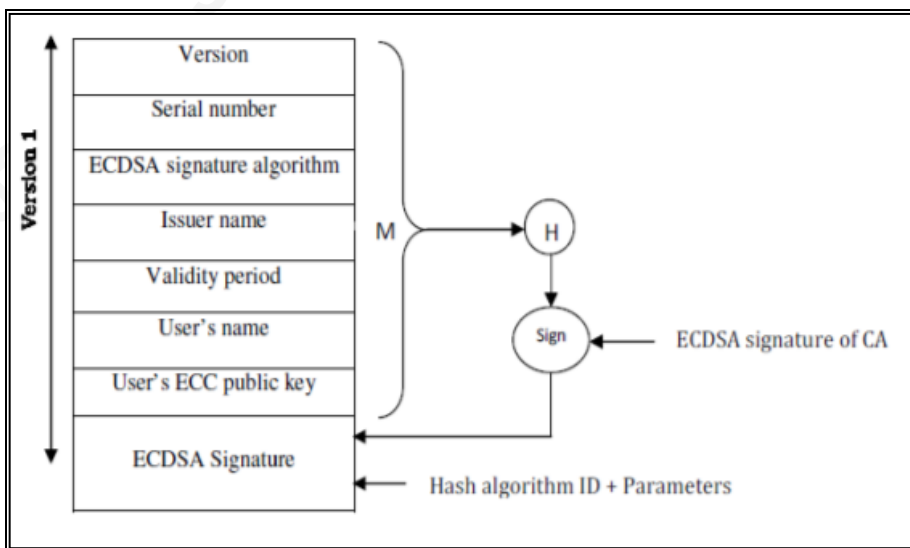 Version 1
Version
Serial number
ECDSA signature algorithm
Issuer name
Validity period
User's name
User's ECC public key
ECDSA Signature
M
H
Sign
ECDSA signature of CA
Hash algorithm ID + Parameters